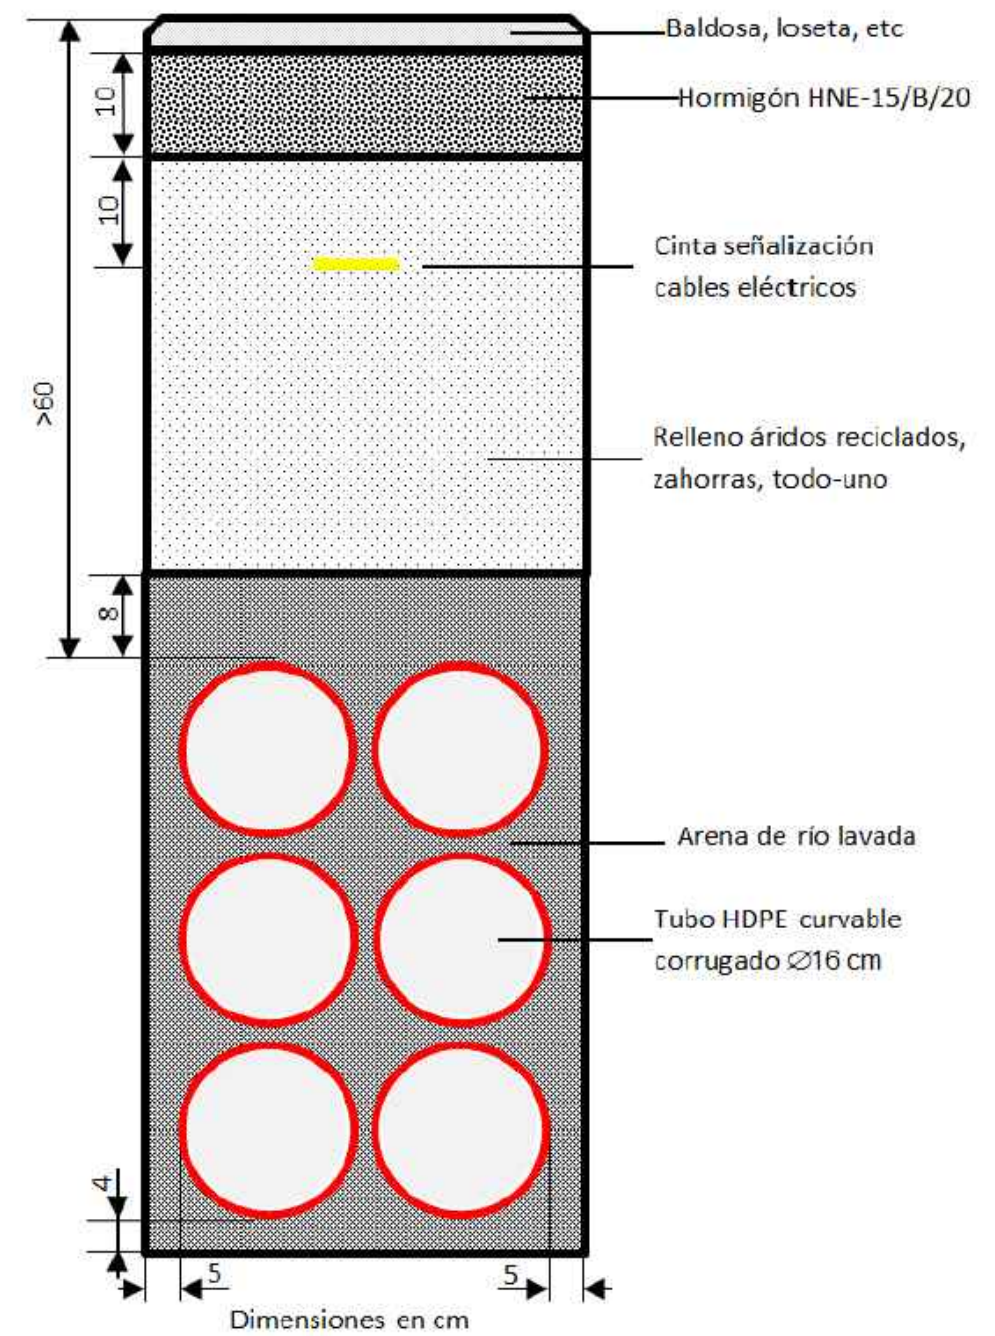 Baldosa, loseta, etc
10
Hormigón HNE-15/B/20
10
Cinta señalización
cables eléctricos
>60
Relleno áridos reciclados,
zahorras, todo-uno
8
Arena de río lavada
Tubo HDPE curvable
corrugado ∅16 cm
4
5
5
Dimensiones en cm